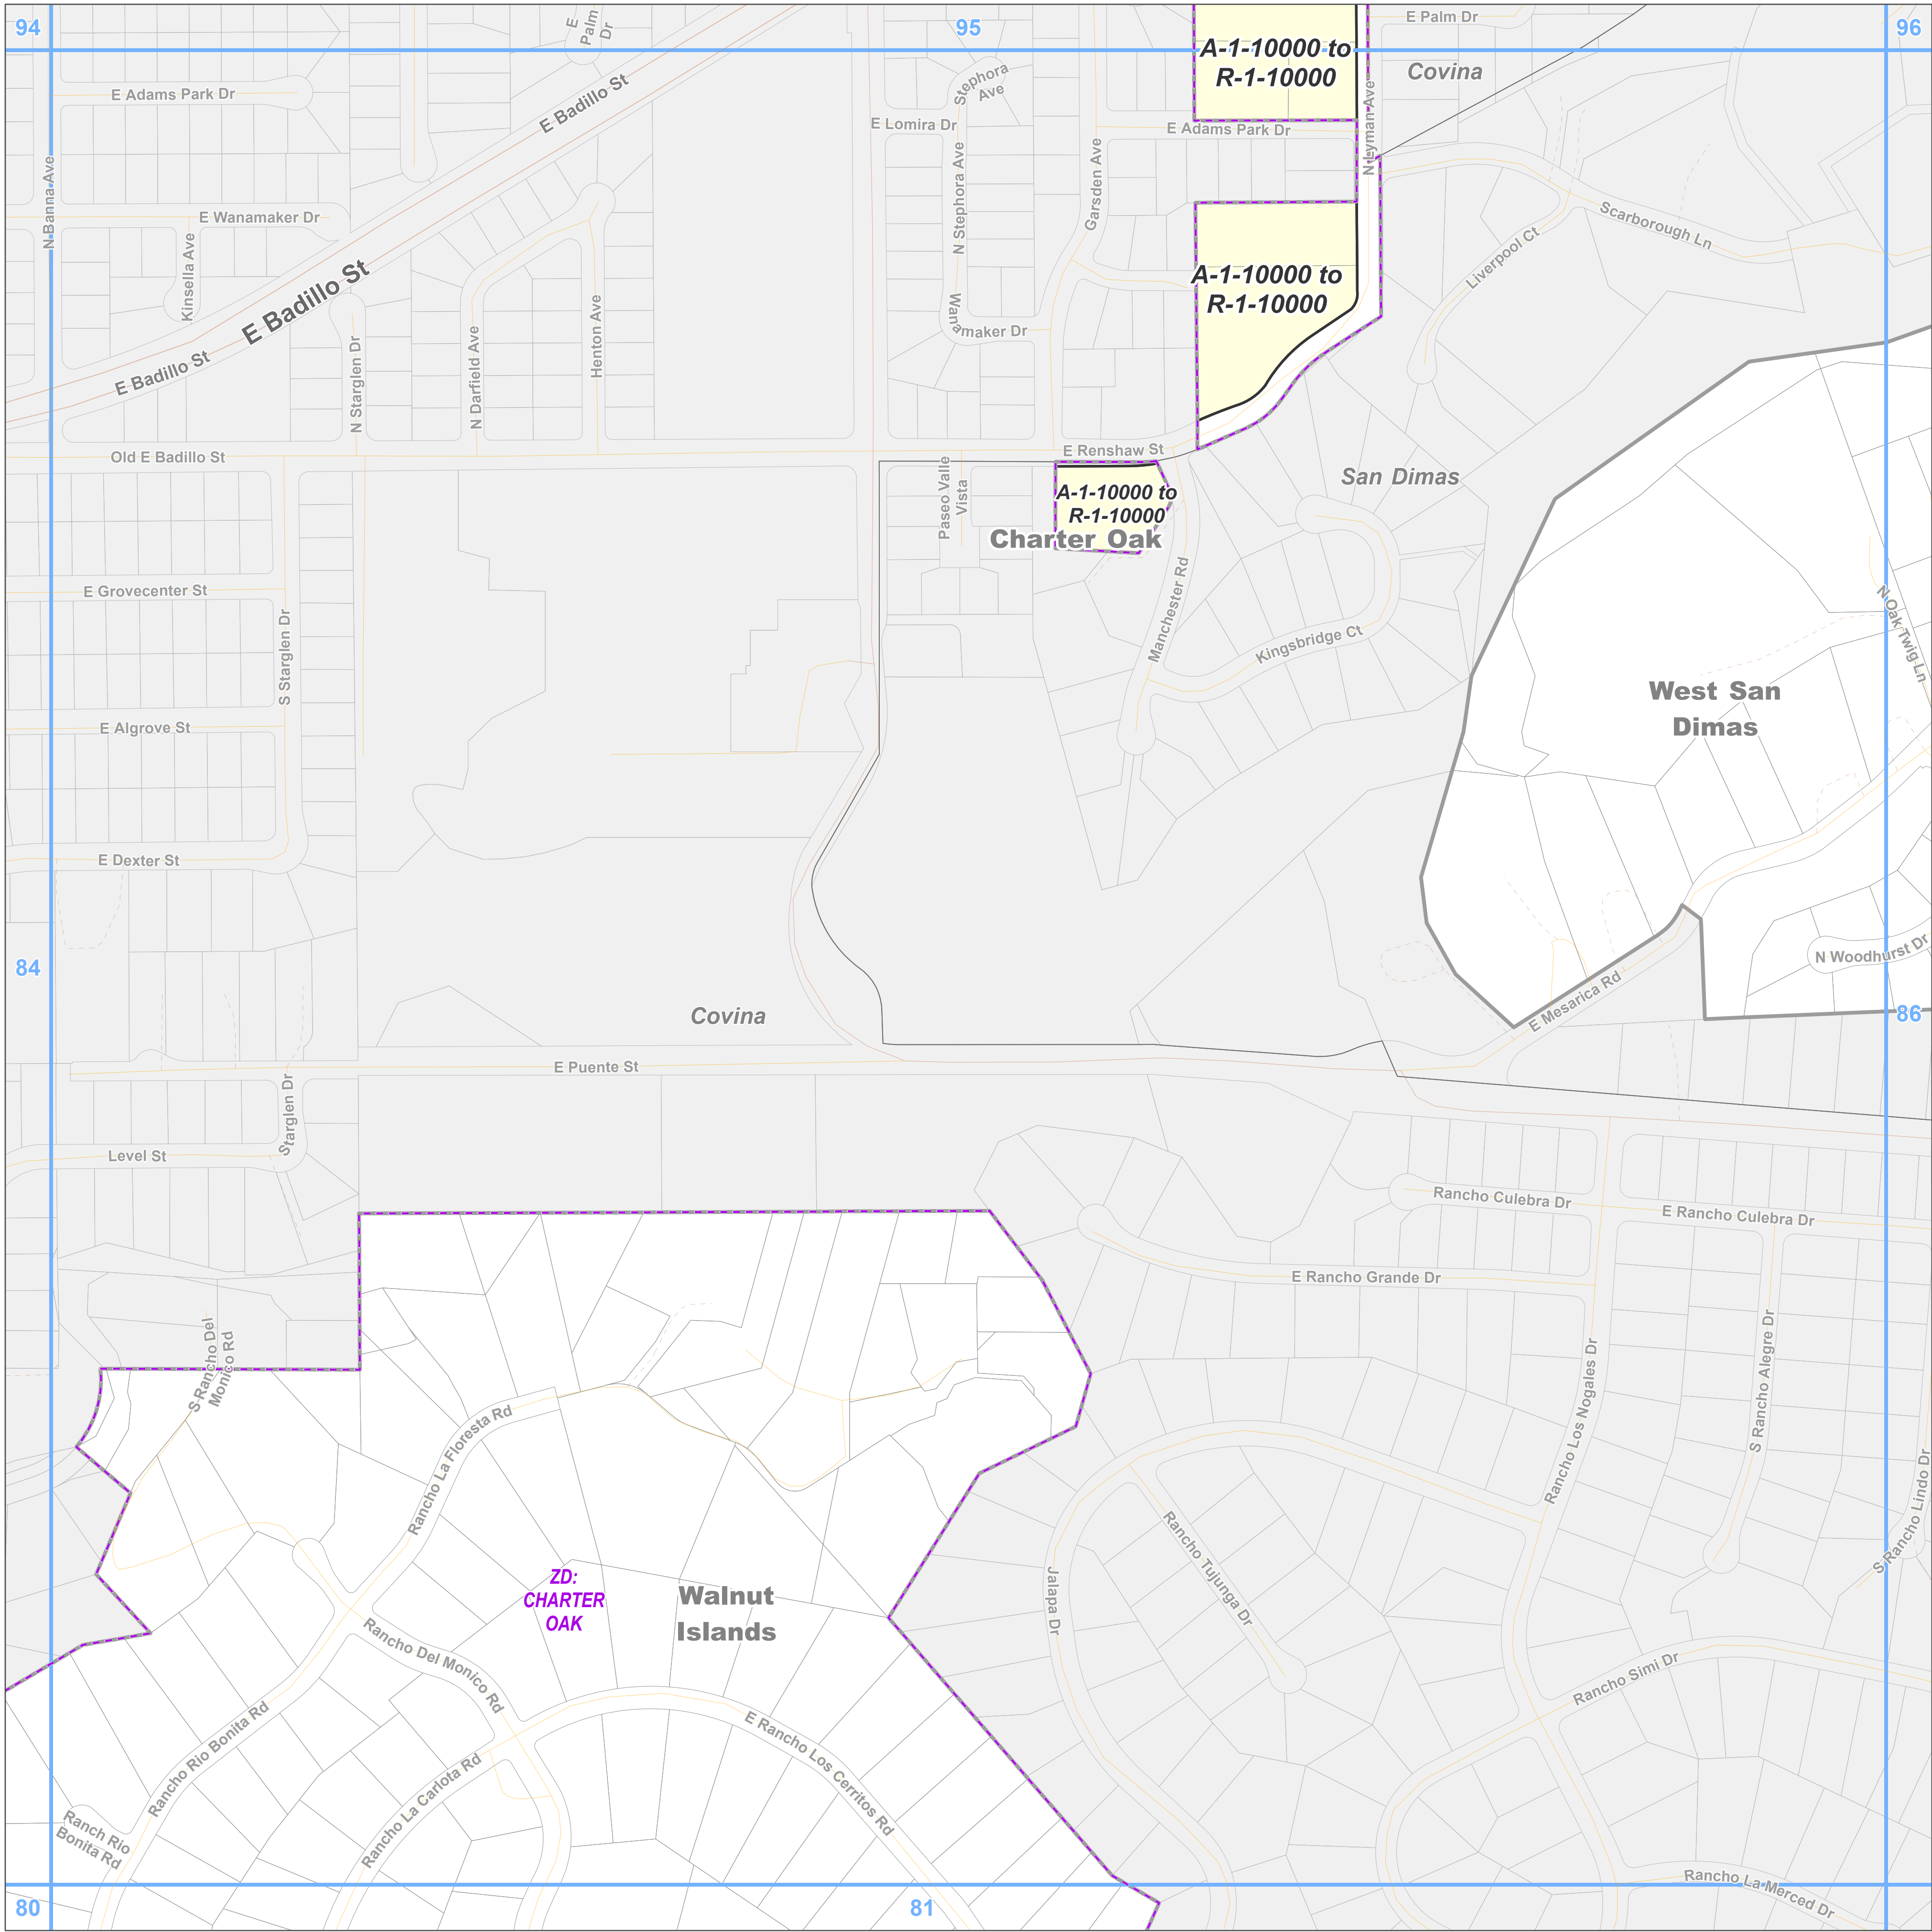 94
95
96
E
Palm
Dr
E Palm Dr
A-1-10000 to
R-1-10000
Covina
E Adams Park Dr
E Badillo St
Stephora
Ave
E Lomira Dr
E Adams Park Dr
N Lyman Ave
N Banna Ave
E Wanamaker Dr
Kinsella Ave
N Stephora Ave
Garsden Ave
Scarborough Ln
Liverpool Ct
A-1-10000 to
R-1-10000
E Badillo St
E Badillo St
N Starglen Dr
N Darfield Ave
Henton Ave
Wanamaker Dr
Old E Badillo St
E Renshaw St
Paseo Valle
Vista
A-1-10000 to
R-1-10000
Charter Oak
San Dimas
E Grovecenter St
S Starglen Dr
Manchester Rd
Kingsbridge Ct
N Oak Twig Ln
West San
Dimas
E Algrove St
E Dexter St
84
N Woodhurst Dr
E Mesarica Rd
86
Covina
E Puente St
Starglen Dr
Level St
Rancho Culebra Dr
E Rancho Culebra Dr
E Rancho Grande Dr
S Rancho Del
Monico Rd
Rancho La Floresta Rd
Rancho Los Nogales Dr
S Rancho Alegre Dr
S Rancho Lindo Dr
Rancho Tujunga Dr
Jalapa Dr
ZD:
CHARTER
OAK
Walnut
Islands
Rancho Del Monico Rd
Rancho Simi Dr
Rancho Rio Bonita Rd
Rancho La Carlota Rd
E Rancho Los Cerritos Rd
Ranch Rio
Bonita Rd
Rancho La Merced Dr
80
81